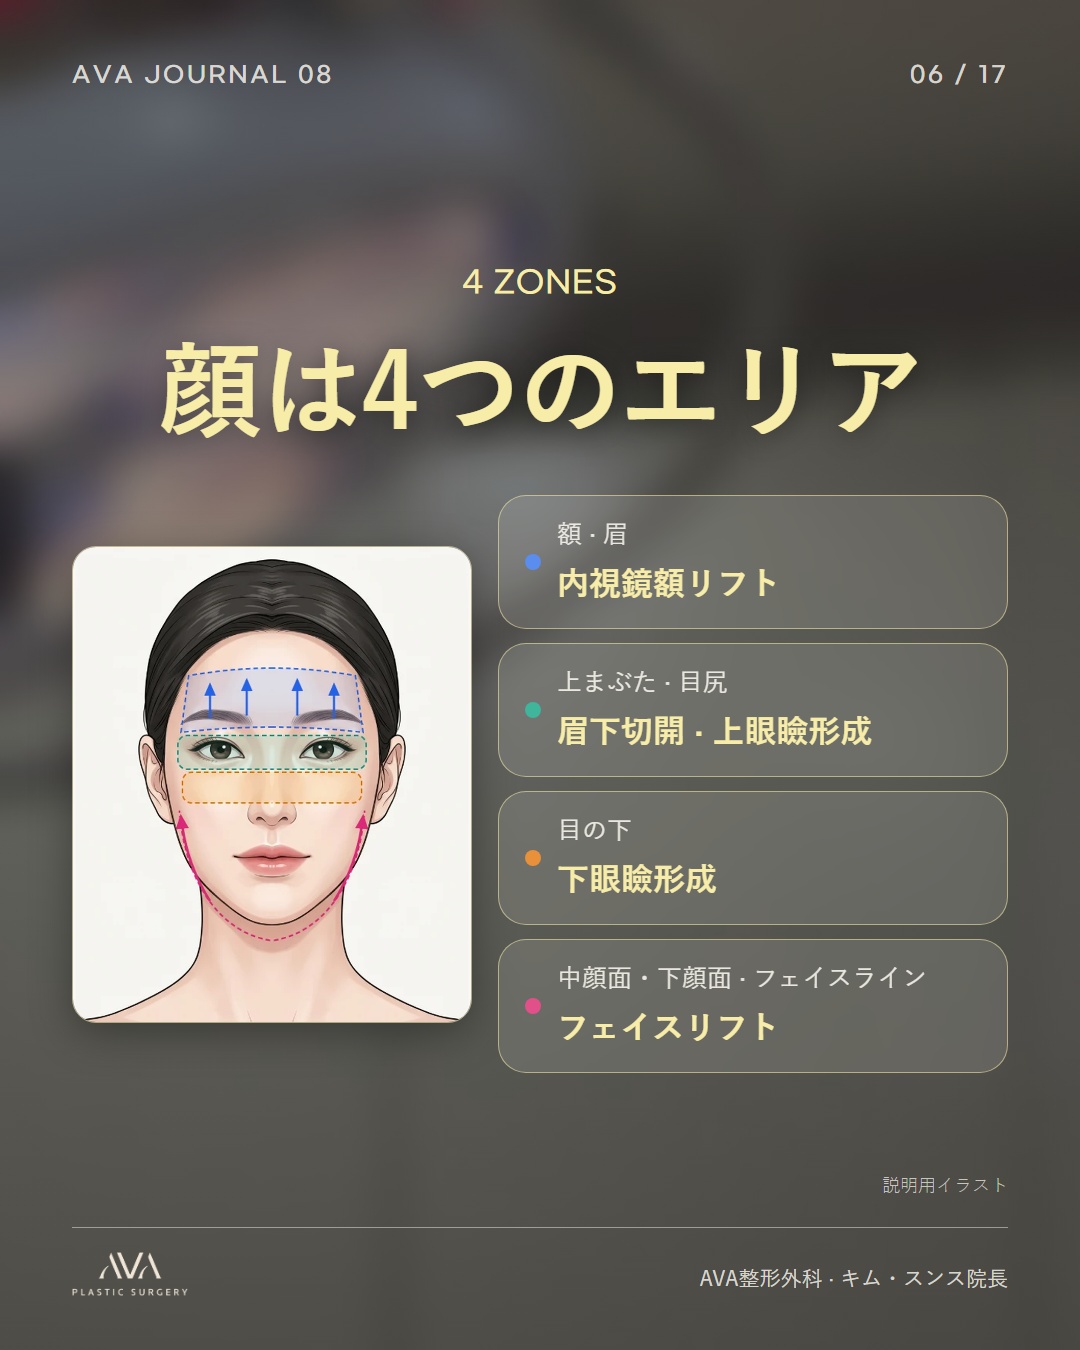 AVA JOURNAL 08
06 / 17
4 ZONES
顔は4つのエリア
額 · 眉
内視鏡額リフト
上まぶた · 目尻
眉下切開 · 上眼瞼形成
目の下
下眼瞼形成
中顔面・下顔面 · フェイスライン
フェイスリフト
説明用イラスト
AVA
PLASTIC SURGERY
AVA整形外科 · キム・スンス院長